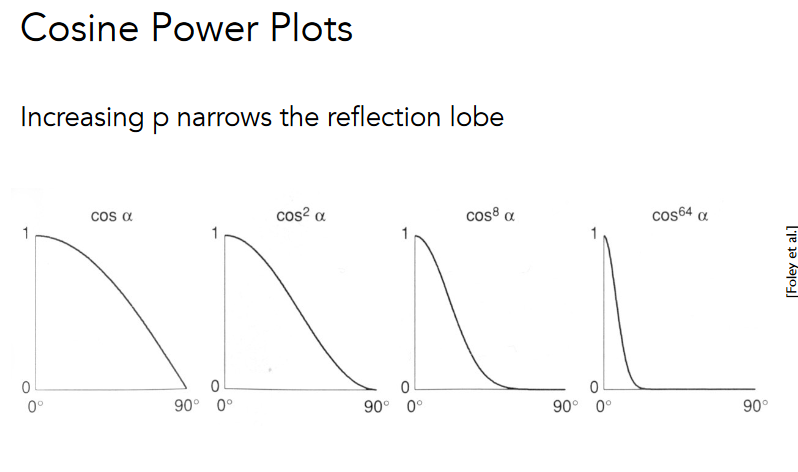 Cosine Power Plots
Increasing p narrows the reflection lobe
cos α
cos² α
cos⁸ α
cos⁶⁴ α
1
1
1
1
0
0
0
0
0°
90°
0°
90°
0°
90°
0°
90°
[Foley et al.]